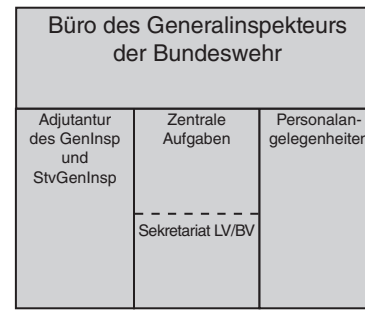 Büro des Generalinspekteurs
der Bundeswehr
Adjutantur
des GenInsp
und
StvGenInsp
Zentrale
Aufgaben
Sekretariat LV/BV
Personalan-
gelegenheiten